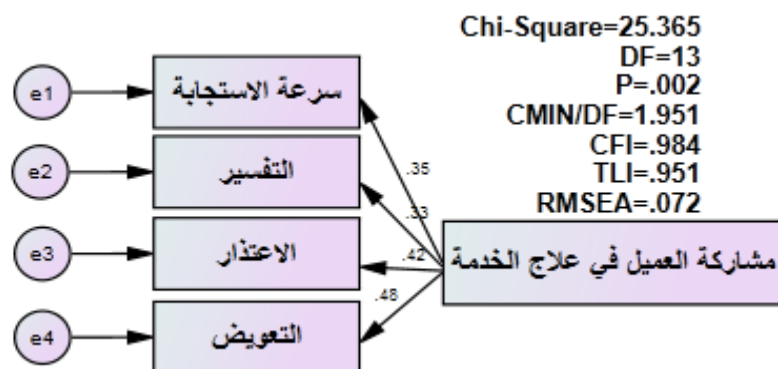 Chi-Square=25.365
DF=13
P=.002
CMIN/DF=1.951
CFI=.984
TLI=.951
RMSEA=.072
e1
سرعة الاستجابة
.35
e2
التفسير
.33
e3
الاعتذار
.42
مشاركة العميل في علاج الخدمة
.48
e4
التعويض